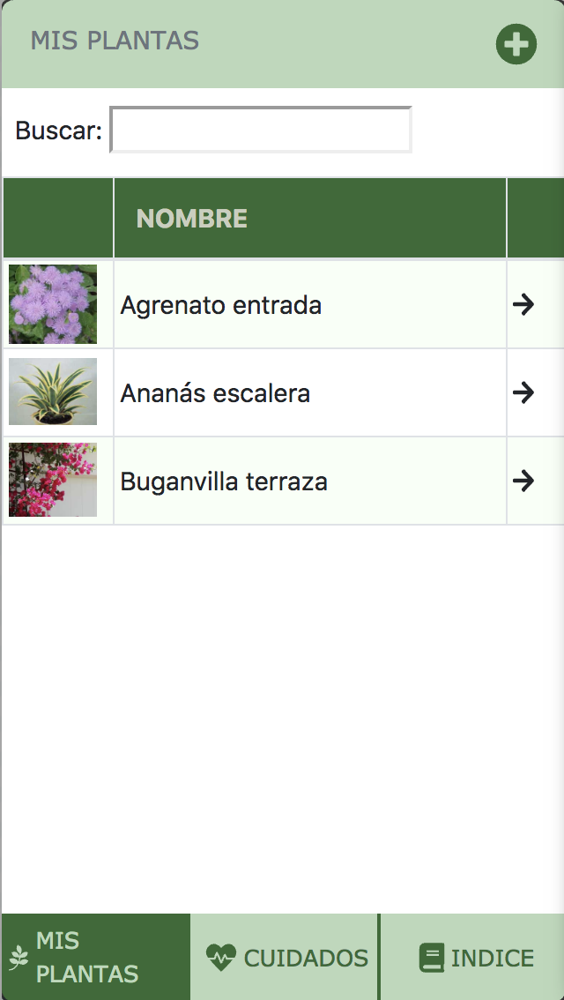 MIS PLANTAS
Buscar:
NOMBRE
Agrenato entrada
Ananás escalera
Buganvilla terraza
MIS
PLANTAS
CUIDADOS
INDICE